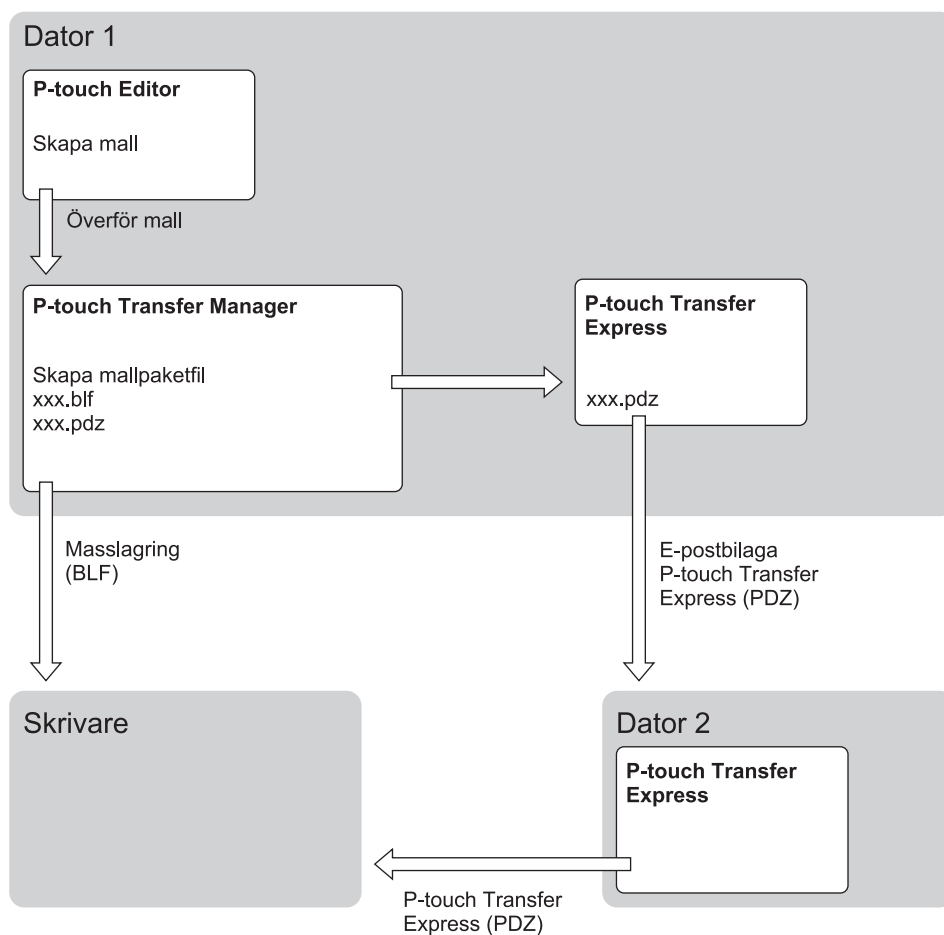 Dator 1
P-touch Editor
Skapa mall
Överför mall
P-touch Transfer Manager
Skapa mallpaketfil
xxx.blf
xxx.pdz
P-touch Transfer
Express
xxx.pdz
Masslagring
(BLF)
E-postbilaga
P-touch Transfer
Express (PDZ)
Skrivare
Dator 2
P-touch Transfer
Express
P-touch Transfer
Express (PDZ)